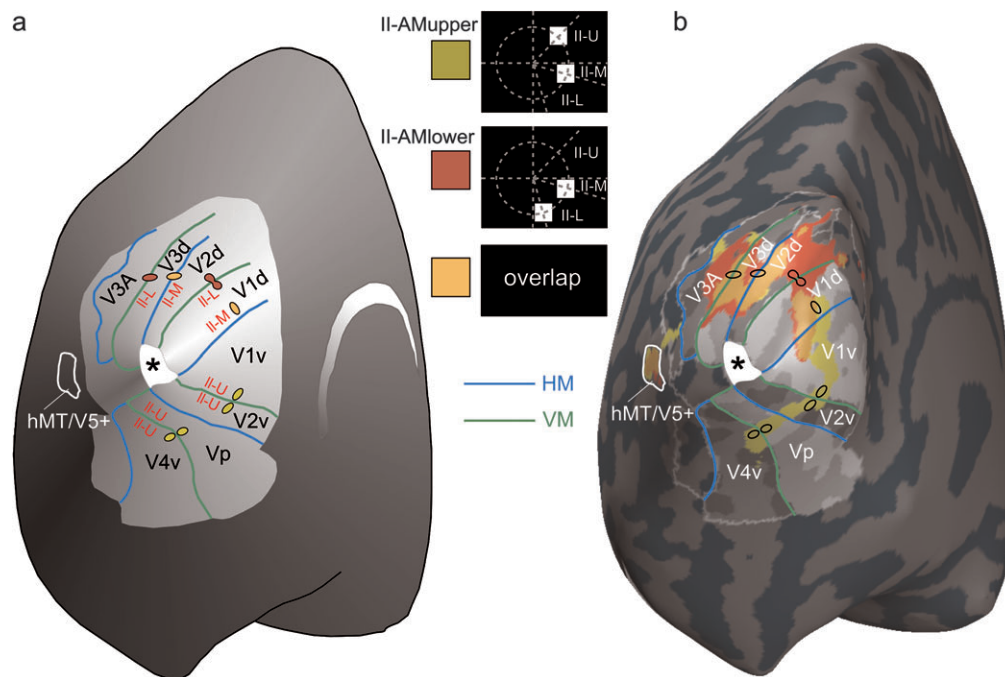 a
II-AMupper
II-U
II-M
II-L
II-AMlower
II-U
II-M
II-L
overlap
HM
VM
V3A
V3d
V2d
V1d
II-L
II-M
II-L
II-M
*
V1v
hMT/V5+
II-U
II-U
II-U
II-U
V2v
V4v
Vp
b
V3A
V3d
V2d
V1d
*
V1v
hMT/V5+
V2v
V4v
Vp